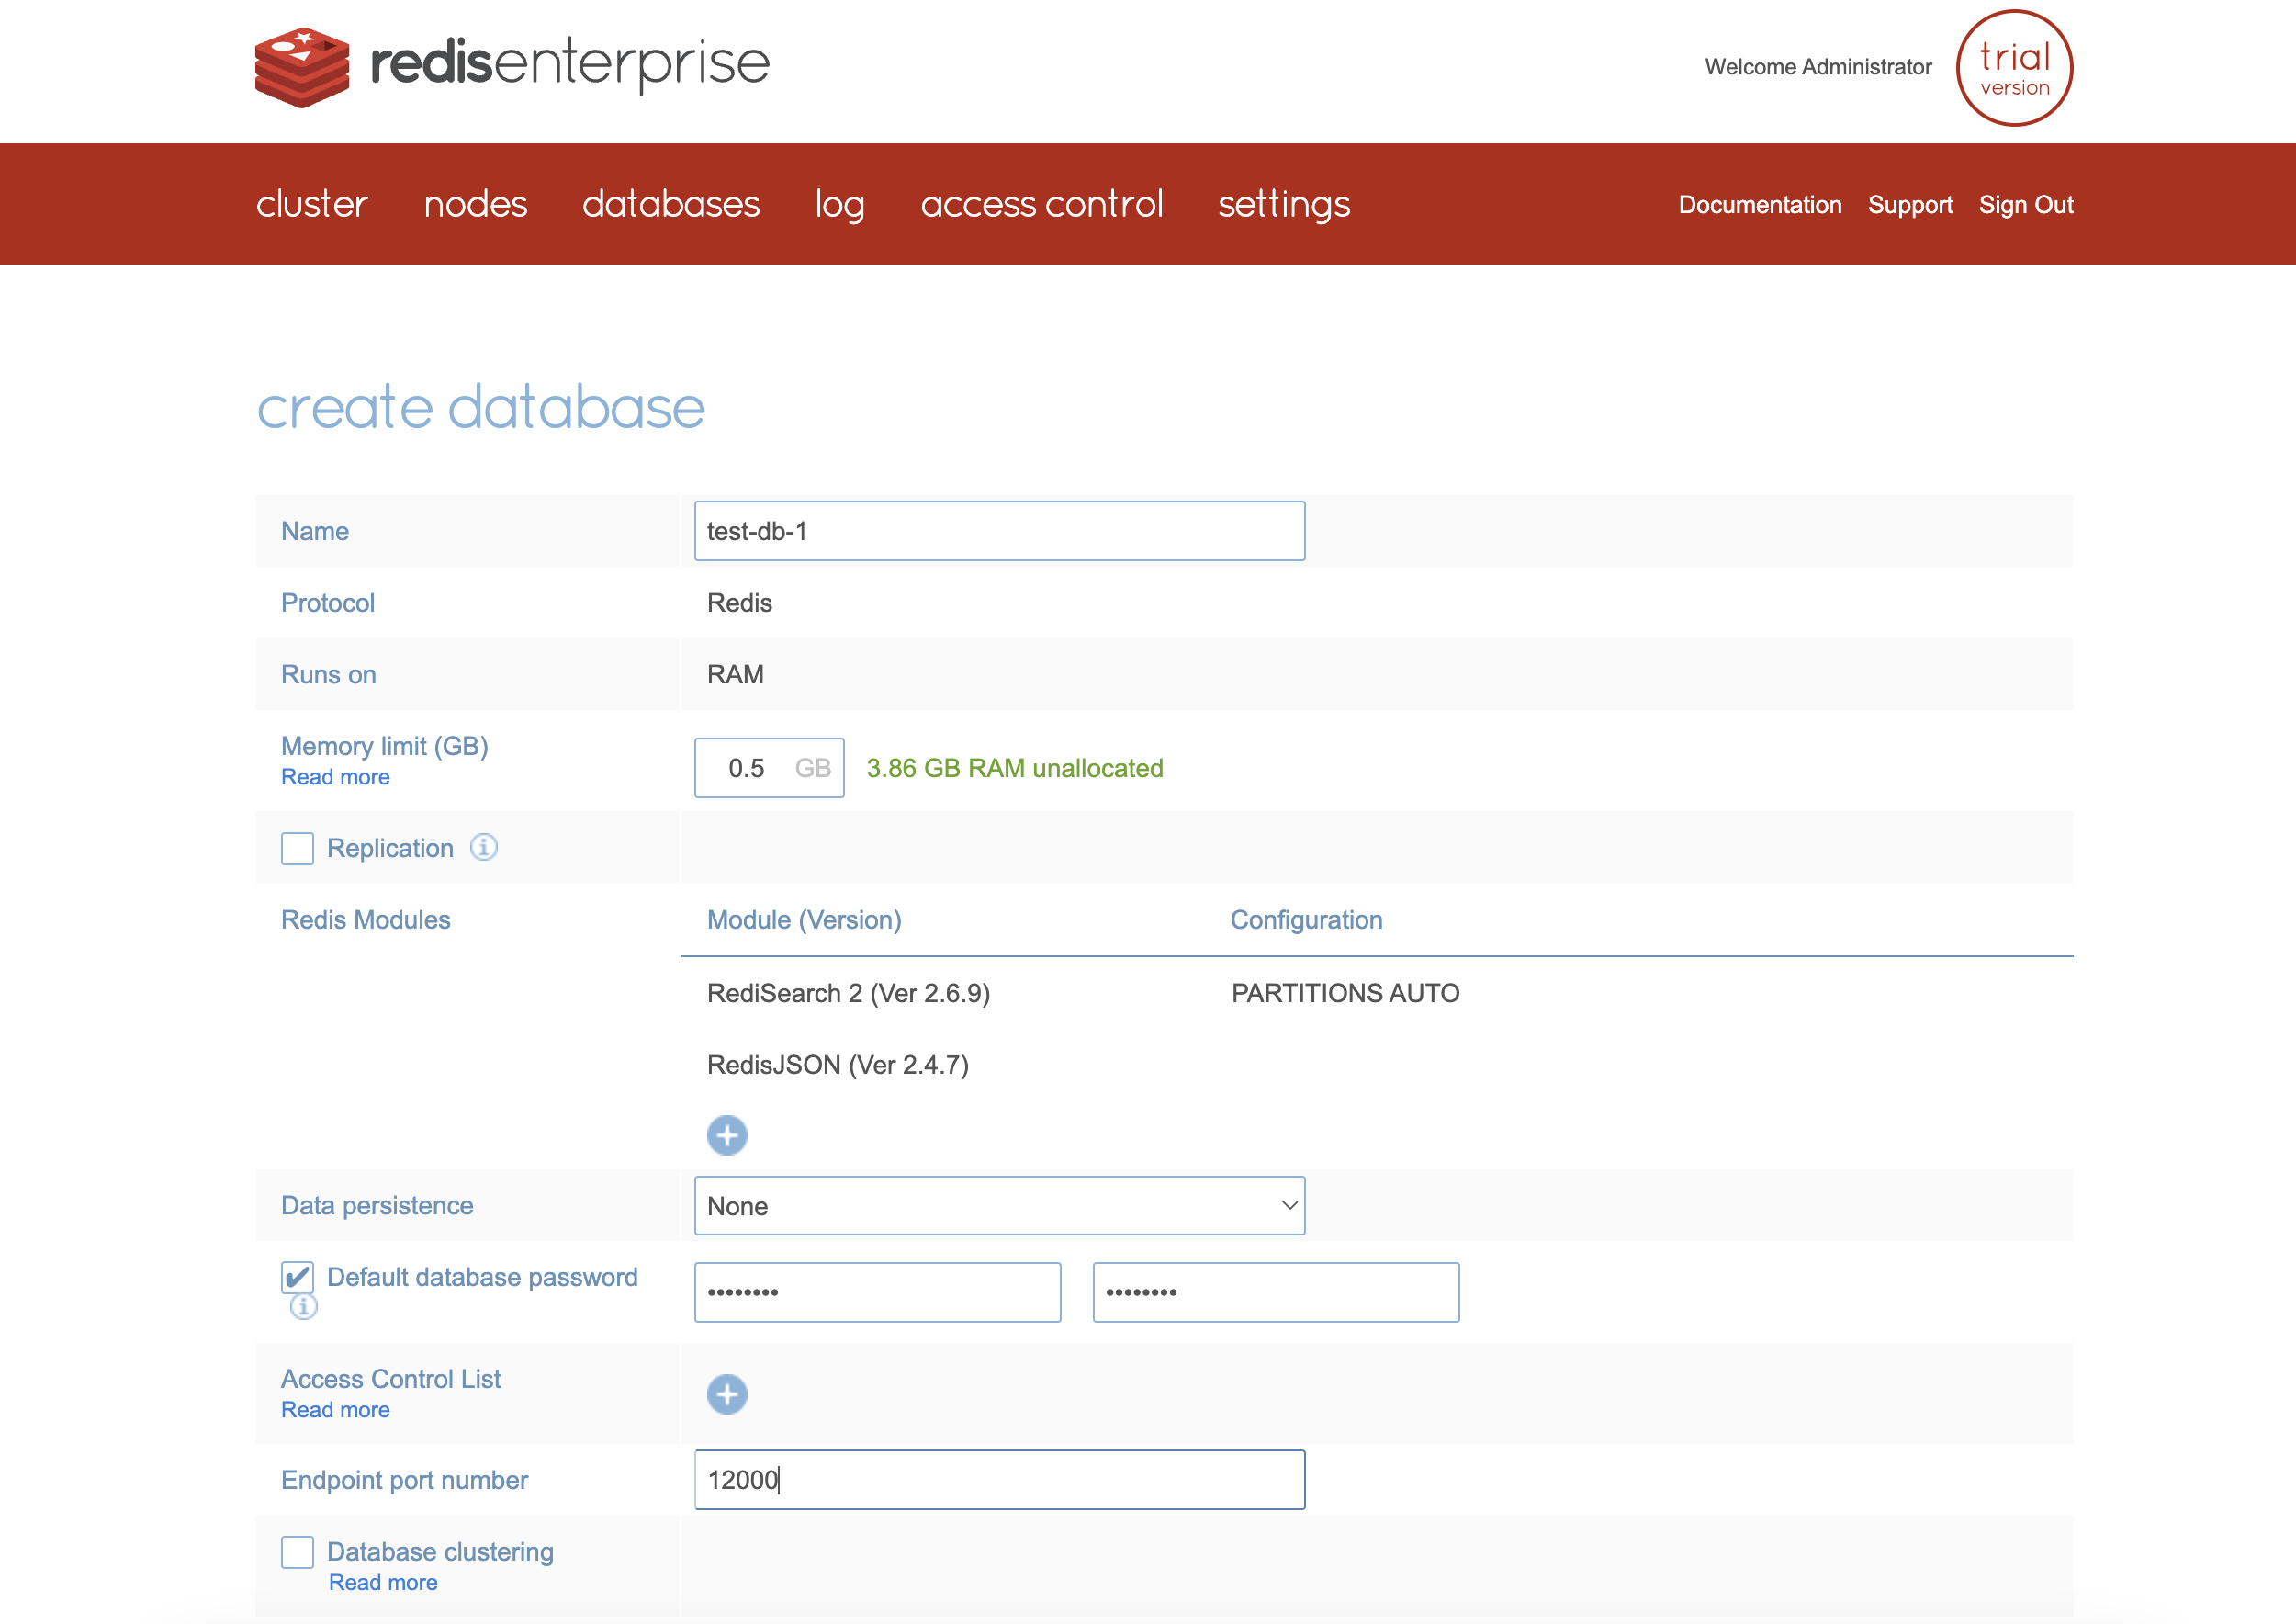 redisenterprise
Welcome Administrator
trial
version
cluster nodes databases log access control settings Documentation Support Sign Out
create database
Name test-db-1
Protocol Redis
Runs on RAM
Memory limit (GB) 0.5 GB 3.86 GB RAM unallocated
Read more
Replication
Redis Modules Module (Version) Configuration
RediSearch 2 (Ver 2.6.9) PARTITIONS AUTO
RedisJSON (Ver 2.4.7)
Data persistence None
Default database password •••••••• ••••••••
Access Control List
Read more
Endpoint port number 12000
Database clustering
Read more